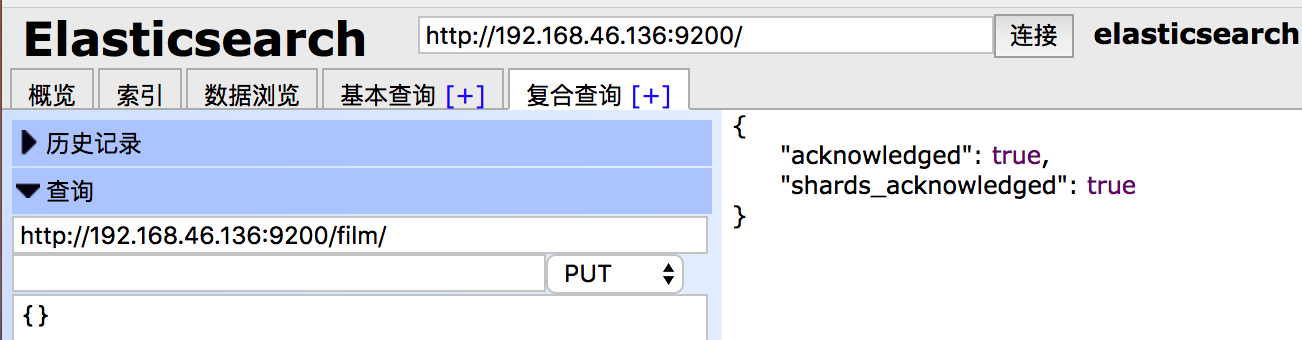 Elasticsearch http://192.168.46.136:9200/ 连接 elasticsearch
概览 索引 数据浏览 基本查询 [+] 复合查询 [+]
历史记录
查询
http://192.168.46.136:9200/film/
PUT
{}
{
"acknowledged": true,
"shards_acknowledged": true
}